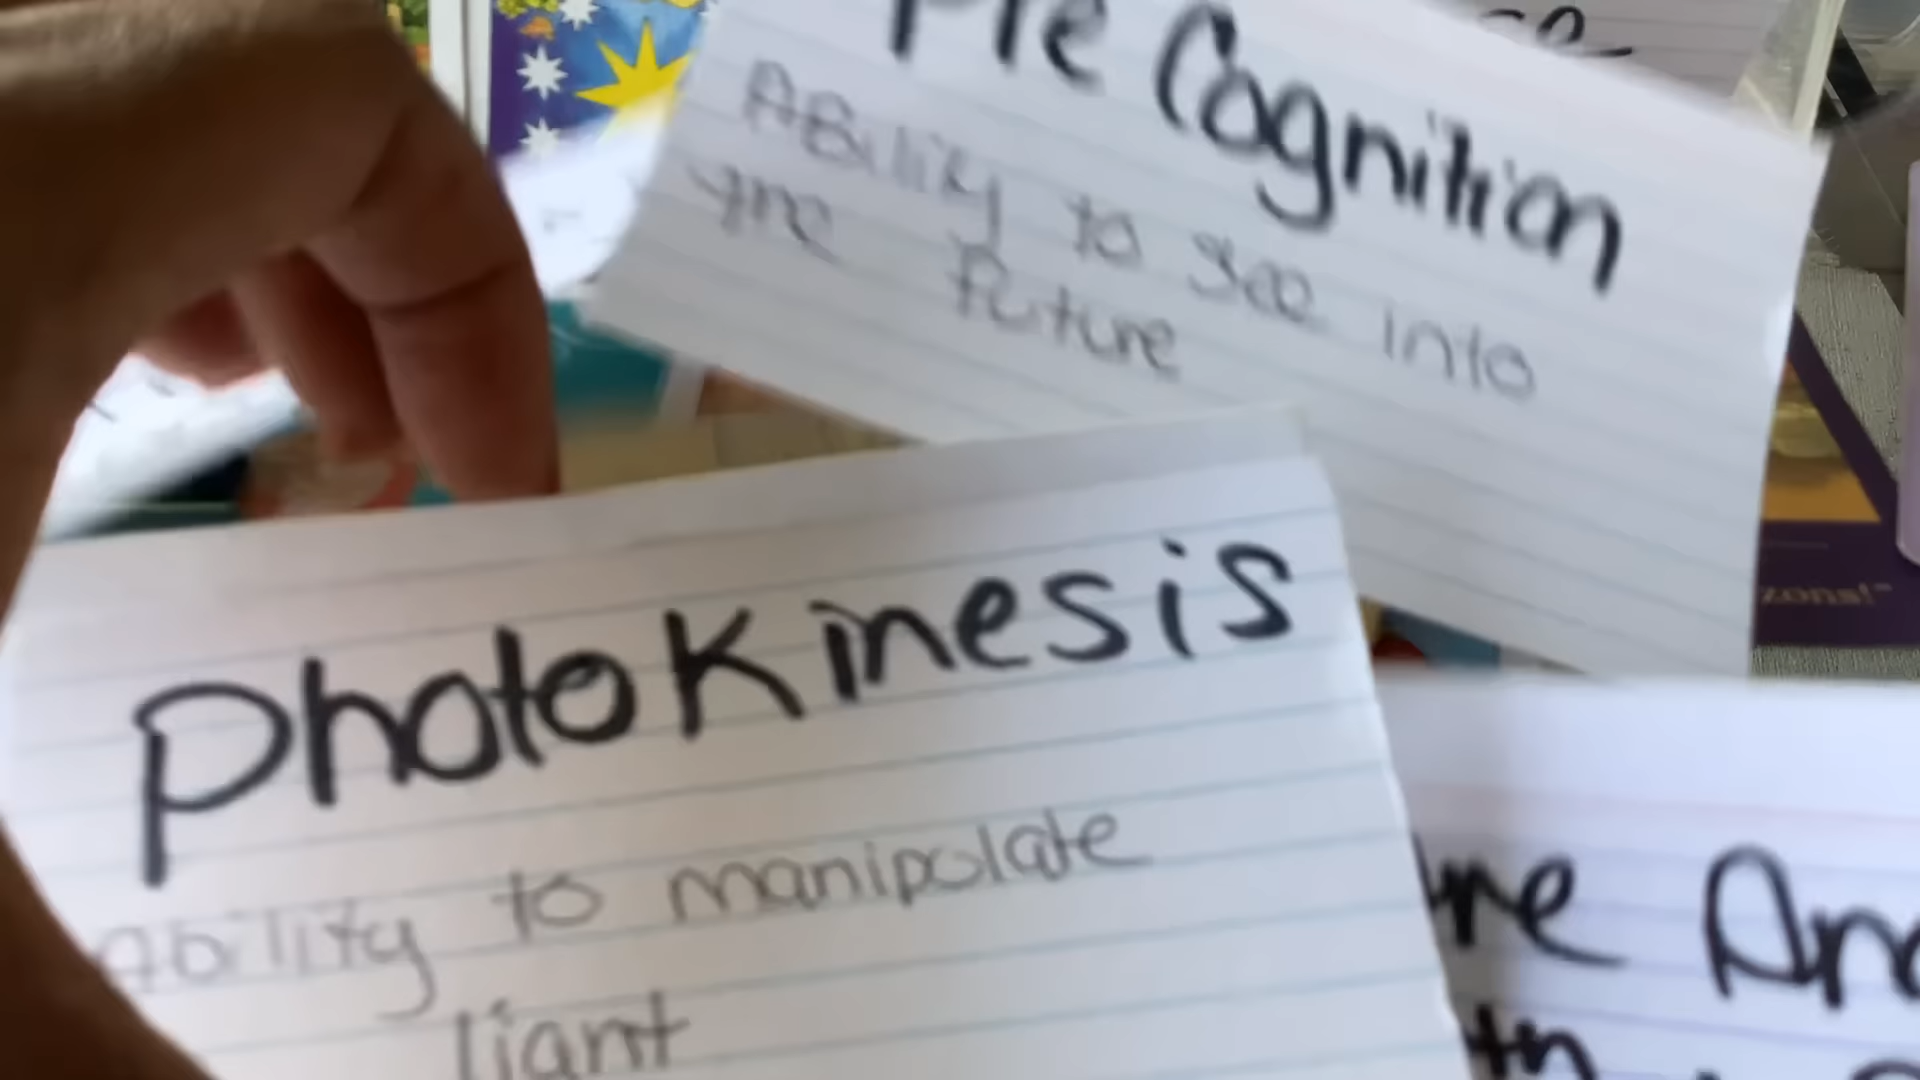 Pre Cognition
ABility to see into
the Future
PhotoKinesis
Ability to manipulate
light